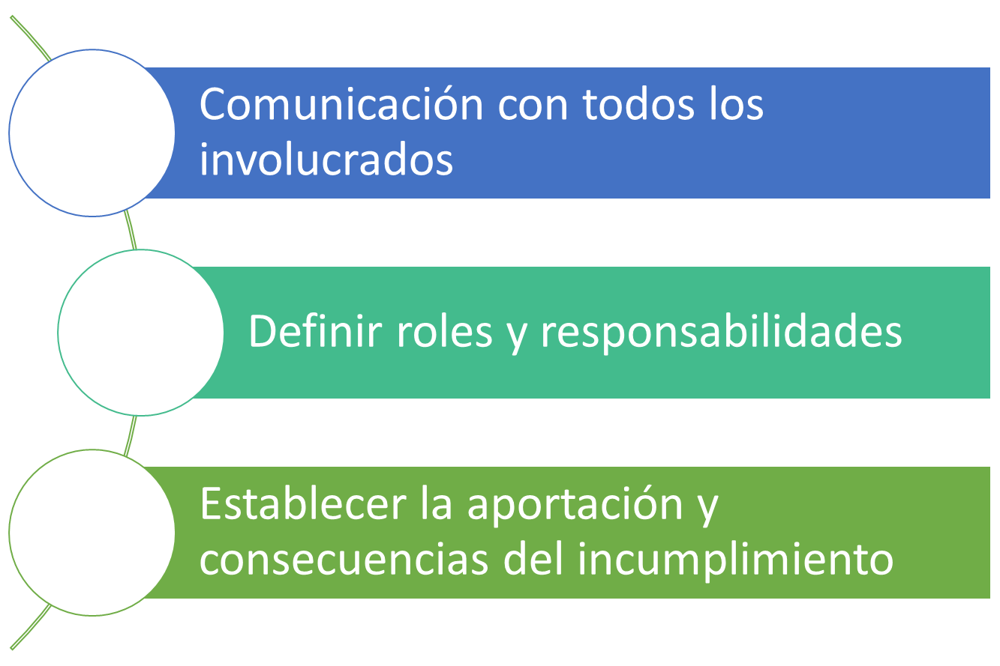 Comunicación con todos los
involucrados
Definir roles y responsabilidades
Establecer la aportación y
consecuencias del incumplimiento